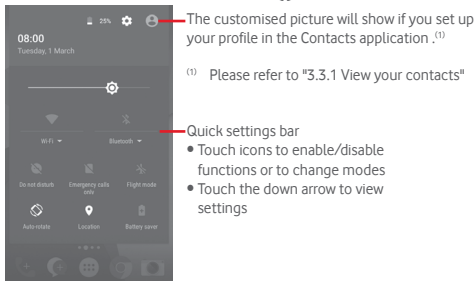 25%
08:00
Tuesday, 1 March
Wi-Fi
Bluetooth
Do not disturb
Emergency calls only
Flight mode
Auto-rotate
Location
Battery saver
The customised picture will show if you set up
your profile in the Contacts application .(1)
(1) Please refer to "3.3.1 View your contacts"
Quick settings bar
• Touch icons to enable/disable
functions or to change modes
• Touch the down arrow to view
settings